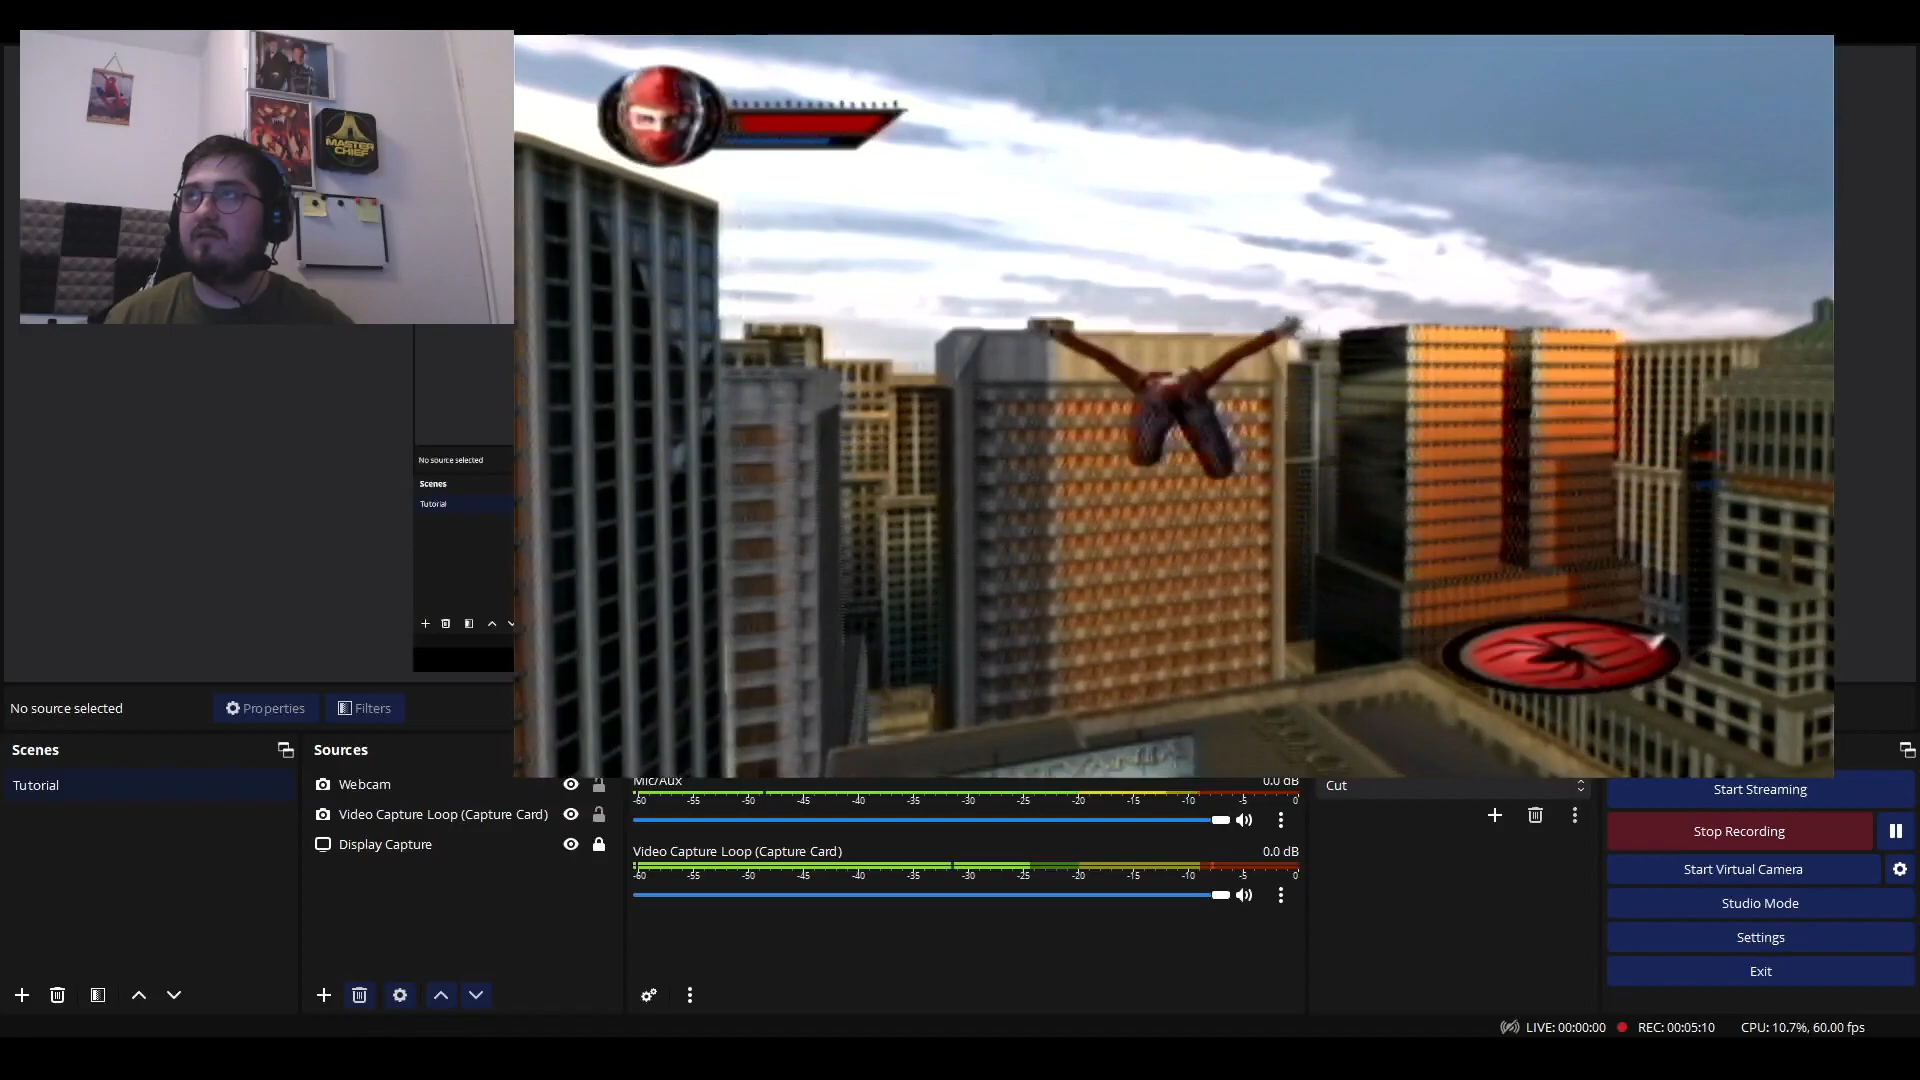 MASTER
CHIEF
No source selected
Scenes
Tutorial
No source selected
Properties
Filters
Scenes
Sources
Tutorial
Webcam
Video Capture Loop (Capture Card)
Display Capture
Mic/Aux
0.0 dB
-60 -55 -50 -45 -40 -35 -30 -25 -20 -15 -10 -5 0
Video Capture Loop (Capture Card)
0.0 dB
-60 -55 -50 -45 -40 -35 -30 -25 -20 -15 -10 -5 0
Cut
Start Streaming
Stop Recording
Start Virtual Camera
Studio Mode
Settings
Exit
LIVE: 00:00:00
REC: 00:05:10
CPU: 10.7%, 60.00 fps